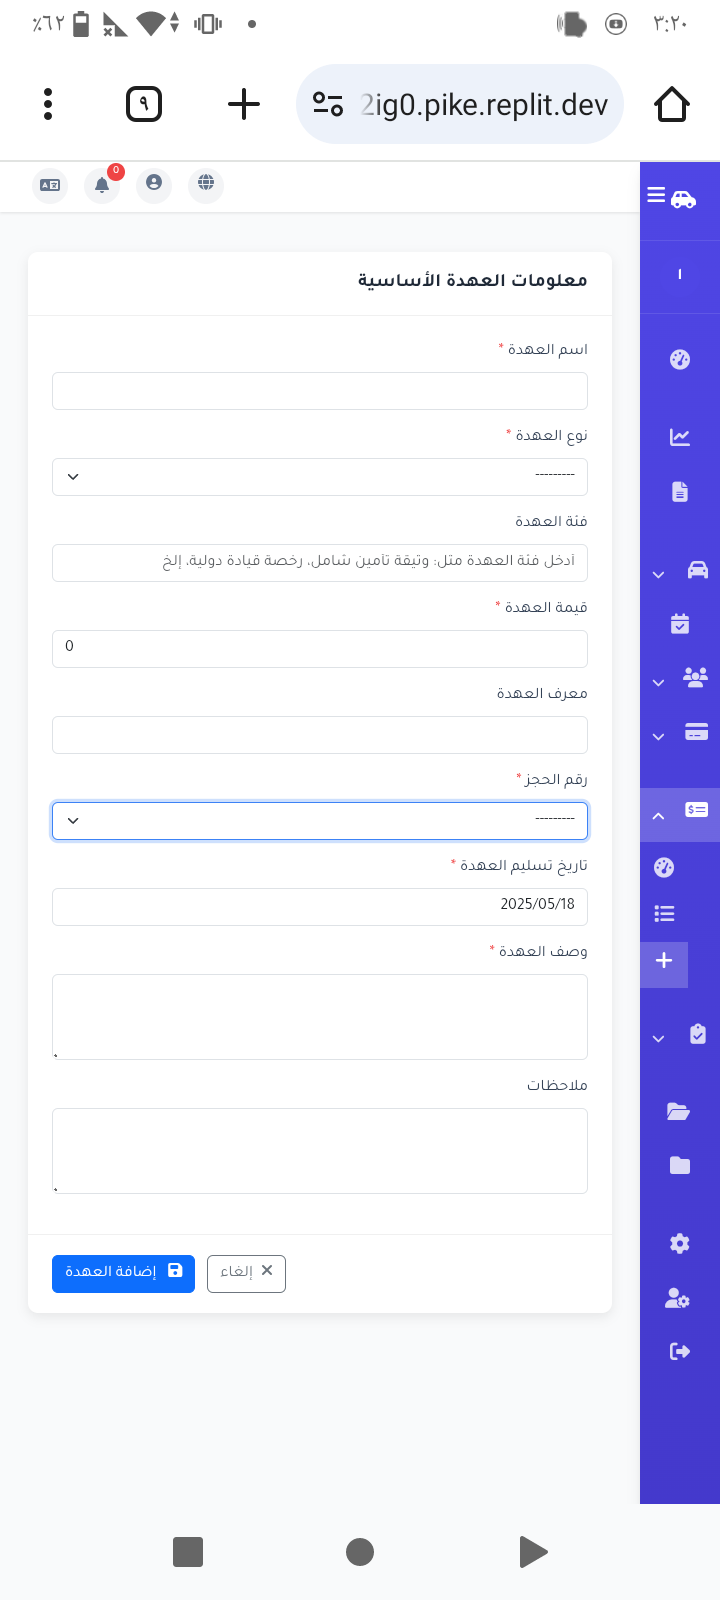 ٣:٢٠
٪٦٢
2ig0.pike.replit.dev
٩
0
ا
معلومات العهدة الأساسية
اسم العهدة *
نوع العهدة *
---------
فئة العهدة
أدخل فئة العهدة مثل: وثيقة تأمين شامل، رخصة قيادة دولية، إلخ
قيمة العهدة *
0
معرف العهدة
رقم الحجز *
---------
تاريخ تسليم العهدة *
2025/05/18
وصف العهدة *
ملاحظات
إلغاء
إضافة العهدة